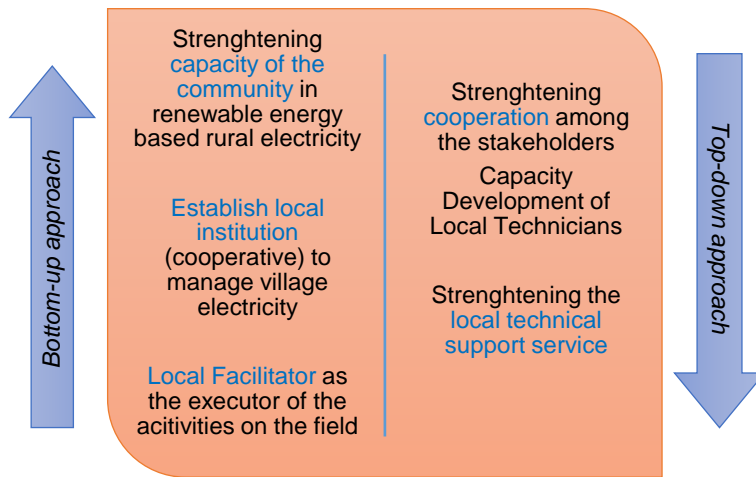 Bottom-up approach
Strenghtening
capacity of the
community in
renewable energy
based rural electricity
Establish local
institution
(cooperative) to
manage village
electricity
Local Facilitator as
the executor of the
acitivities on the field
Strenghtening
cooperation among
the stakeholders
Capacity
Development of
Local Technicians
Strenghtening the
local technical
support service
Top-down approach